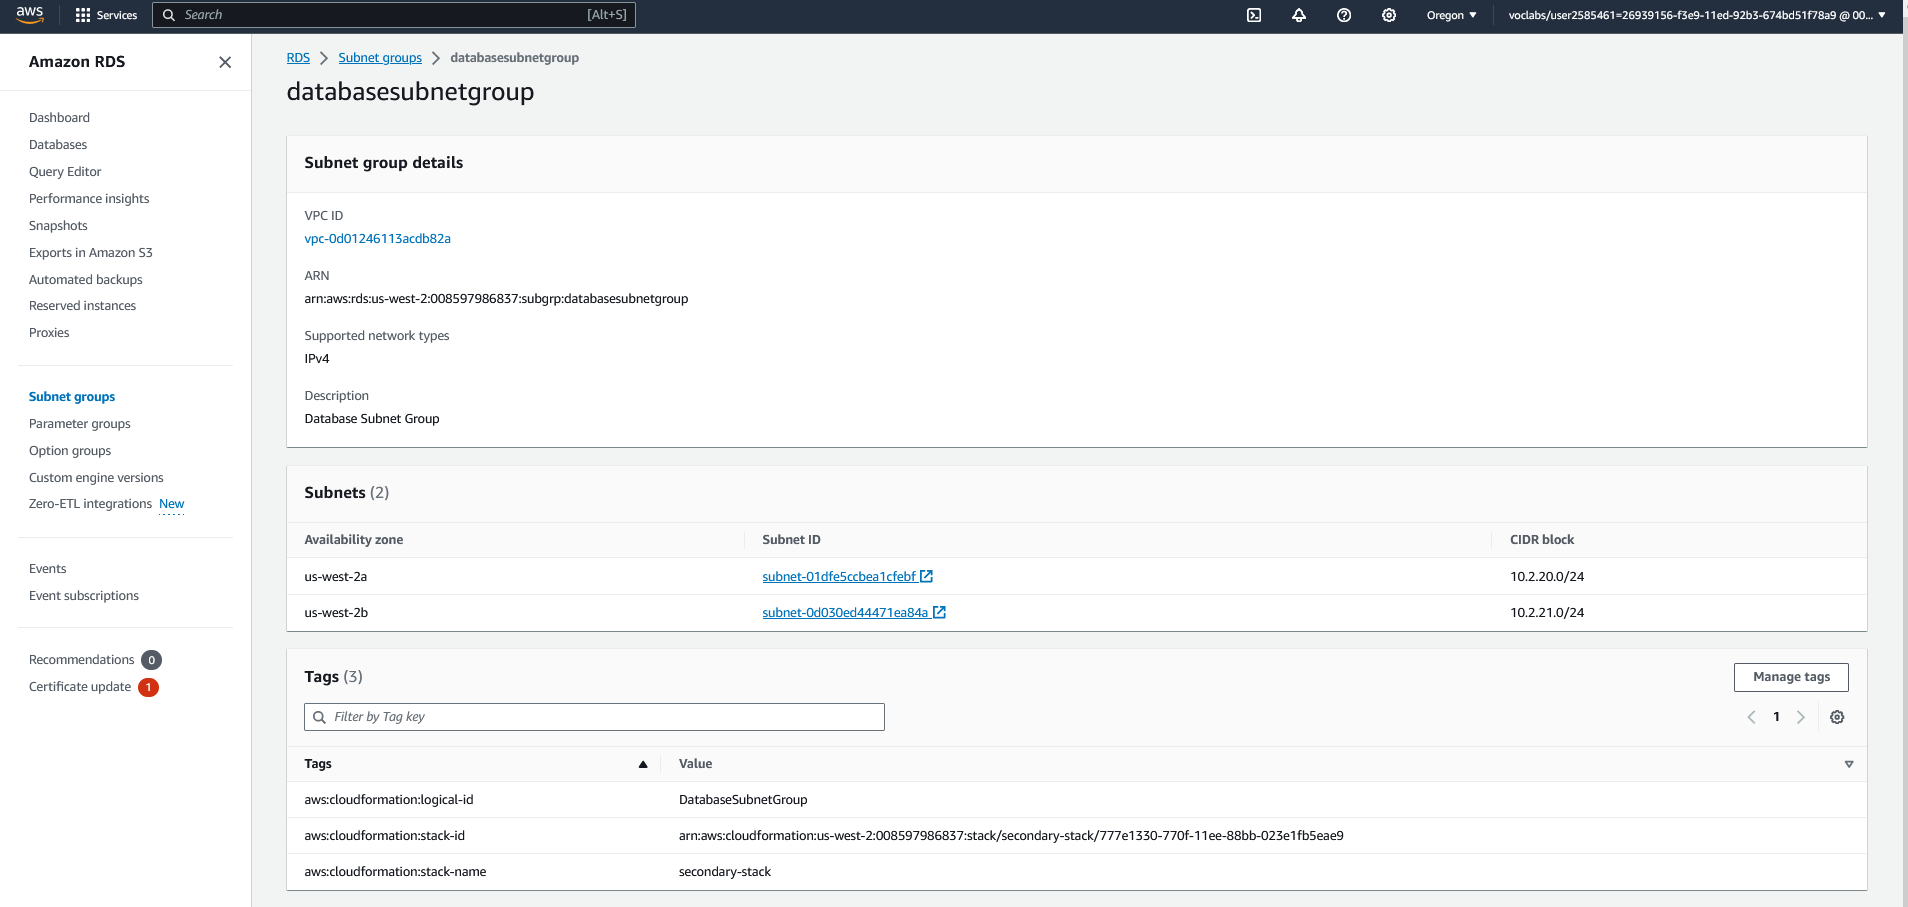 aws Services Search [Alt+S] Oregon ▼ voclabs/user2585461=26939156-f3e9-11ed-92b3-674bd51f78a9 @ 00... ▼
Amazon RDS
Dashboard
Databases
Query Editor
Performance insights
Snapshots
Exports in Amazon S3
Automated backups
Reserved instances
Proxies
Subnet groups
Parameter groups
Option groups
Custom engine versions
Zero-ETL integrations New
Events
Event subscriptions
Recommendations 0
Certificate update 1
RDS > Subnet groups > databasesubnetgroup
databasesubnetgroup
Subnet group details
VPC ID
vpc-0d01246113acdb82a
ARN
arn:aws:rds:us-west-2:008597986837:subgrp:databasesubnetgroup
Supported network types
IPv4
Description
Database Subnet Group
Subnets (2)
Availability zone Subnet ID CIDR block
us-west-2a subnet-01dfe5ccbea1cfebf 10.2.20.0/24
us-west-2b subnet-0d030ed44471ea84a 10.2.21.0/24
Tags (3) Manage tags
Filter by Tag key < 1 >
Tags Value
aws:cloudformation:logical-id DatabaseSubnetGroup
aws:cloudformation:stack-id arn:aws:cloudformation:us-west-2:008597986837:stack/secondary-stack/777e1330-770f-11ee-88bb-023e1fb5eae9
aws:cloudformation:stack-name secondary-stack